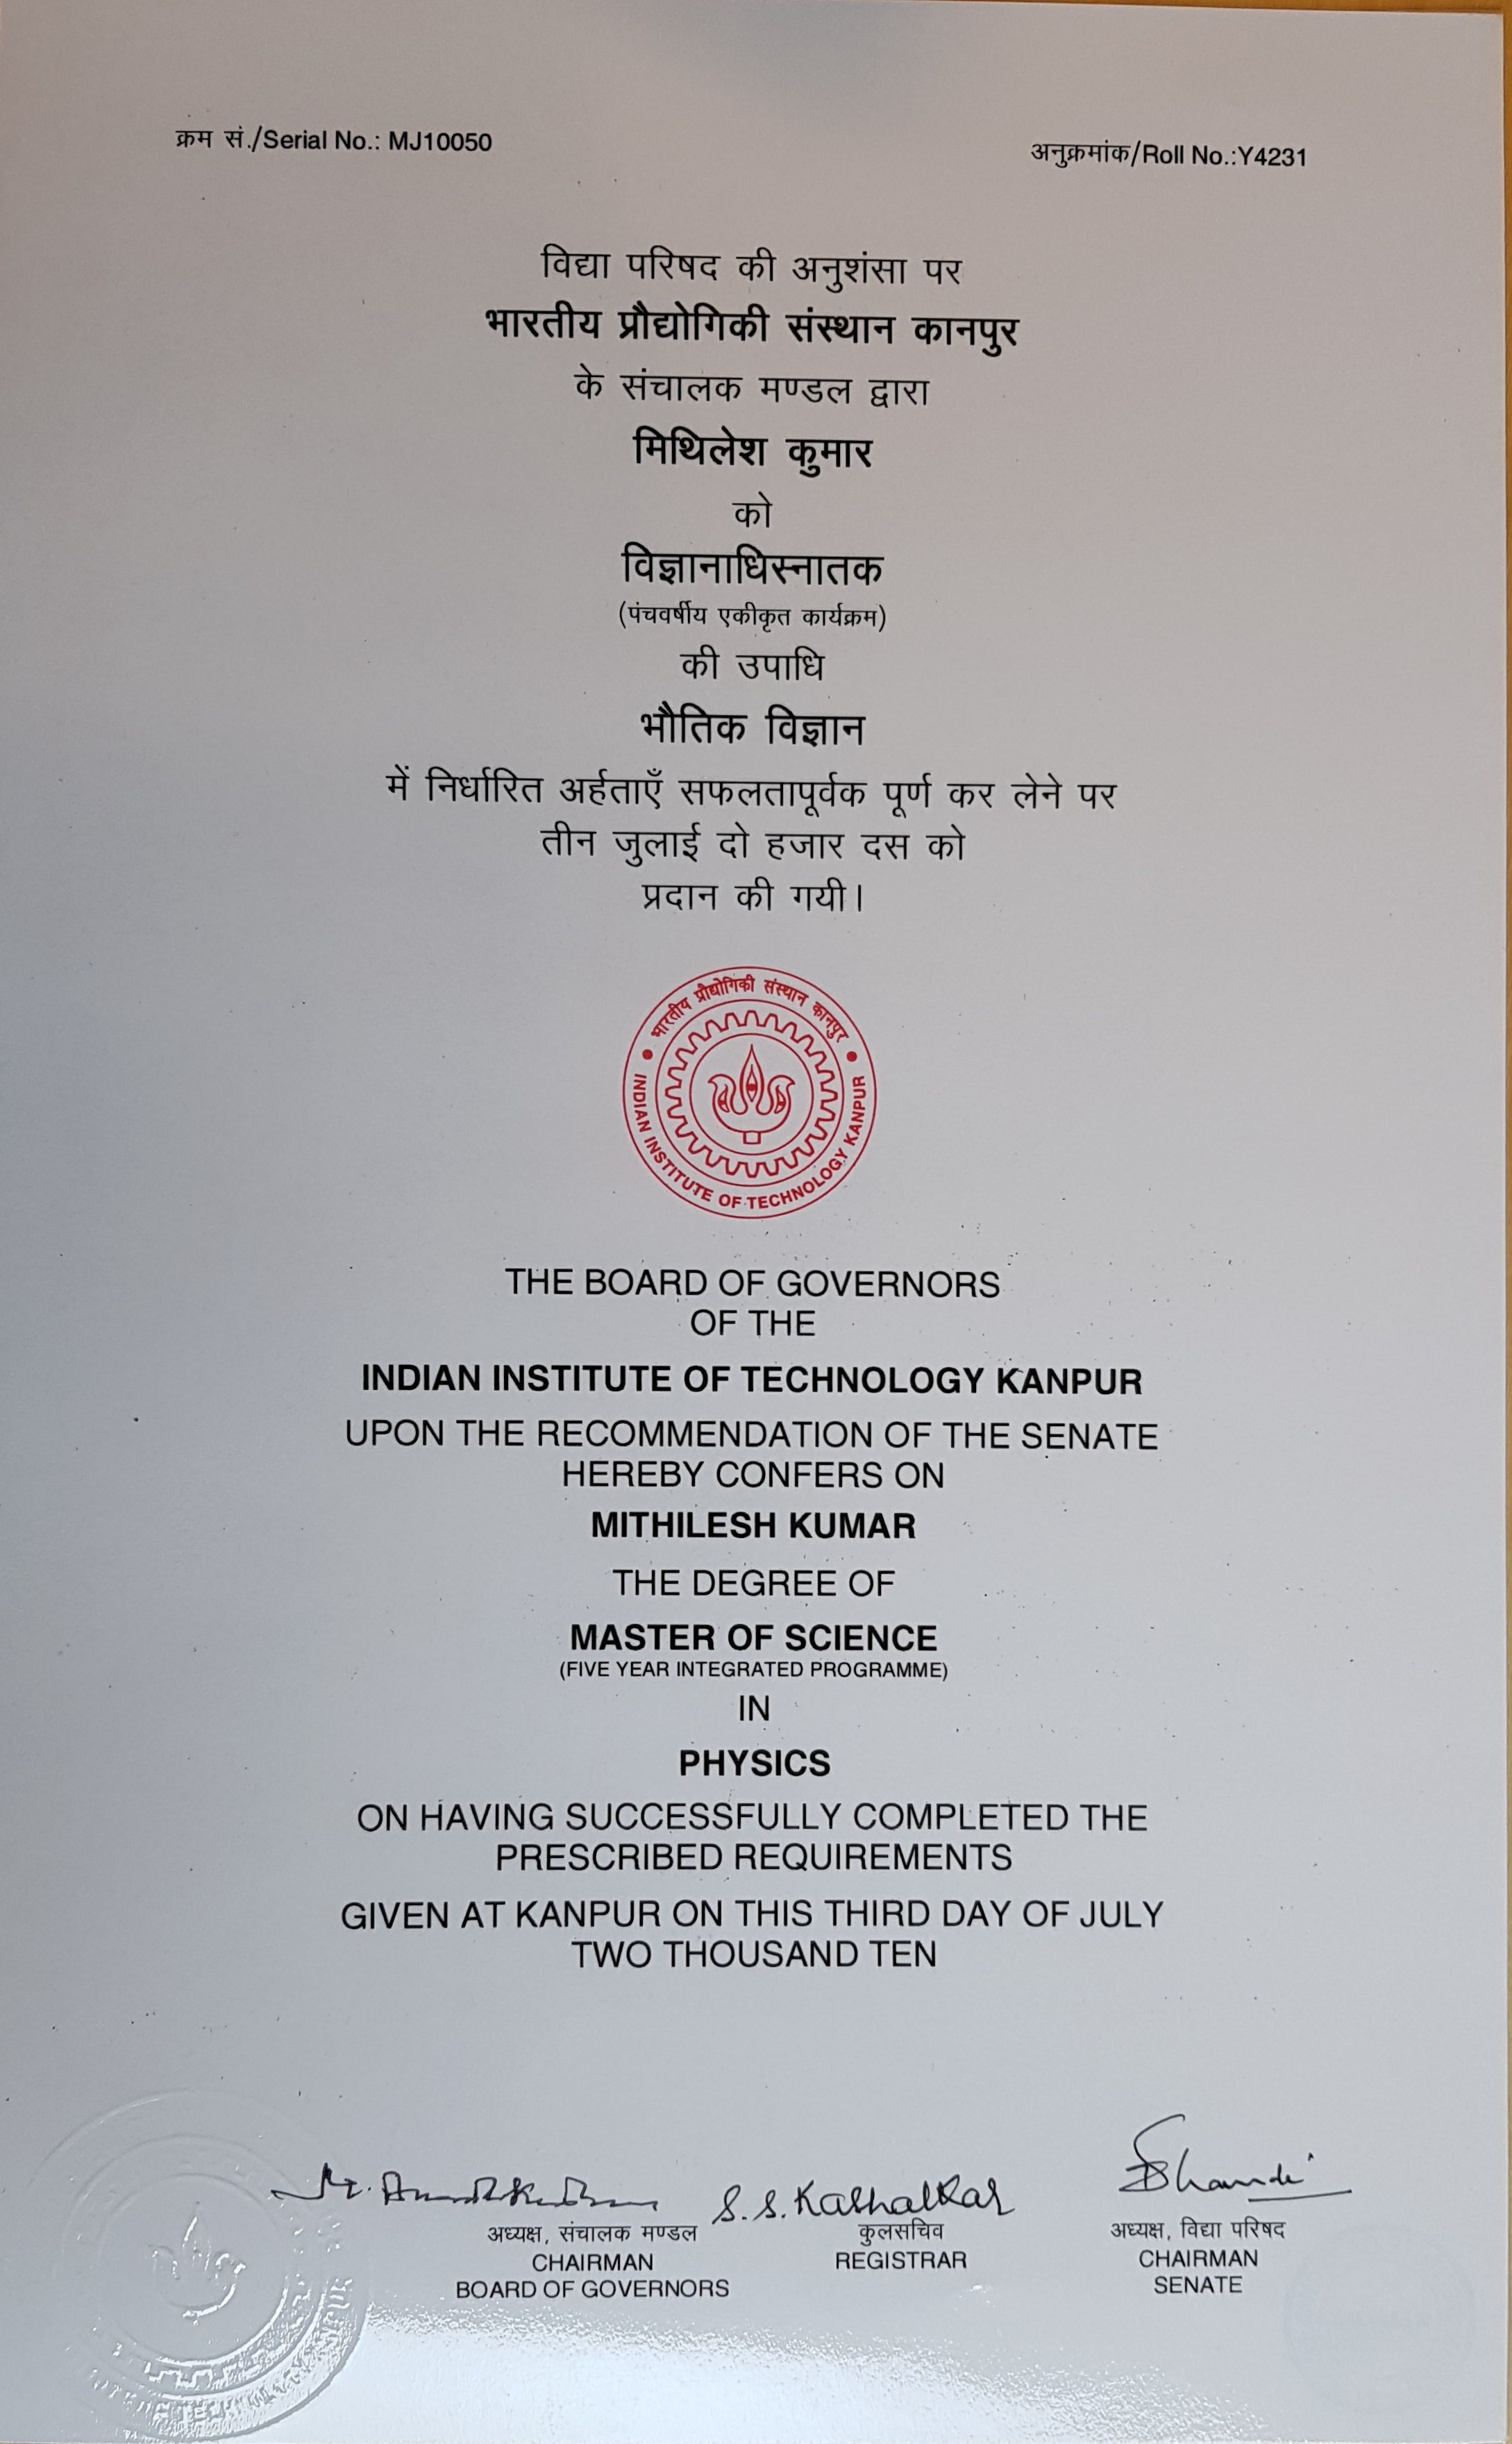 क्रम सं./Serial No.: MJ10050
अनुक्रमांक/Roll No.:Y4231
विद्या परिषद की अनुशंसा पर
भारतीय प्रौद्योगिकी संस्थान कानपुर
के संचालक मण्डल द्वारा
मिथिलेश कुमार
को
विज्ञानाधिस्नातक
(पंचवर्षीय एकीकृत कार्यक्रम)
की उपाधि
भौतिक विज्ञान
में निर्धारित अर्हताएँ सफलतापूर्वक पूर्ण कर लेने पर
तीन जुलाई दो हजार दस को
प्रदान की गयी।
भारतीय प्रौद्योगिकी संस्थान कानपुर
INDIAN INSTITUTE OF TECHNOLOGY KANPUR
THE BOARD OF GOVERNORS
OF THE
INDIAN INSTITUTE OF TECHNOLOGY KANPUR
UPON THE RECOMMENDATION OF THE SENATE
HEREBY CONFERS ON
MITHILESH KUMAR
THE DEGREE OF
MASTER OF SCIENCE
(FIVE YEAR INTEGRATED PROGRAMME)
IN
PHYSICS
ON HAVING SUCCESSFULLY COMPLETED THE
PRESCRIBED REQUIREMENTS
GIVEN AT KANPUR ON THIS THIRD DAY OF JULY
TWO THOUSAND TEN
S. S. Kashalkar
अध्यक्ष, संचालक मण्डल
CHAIRMAN
BOARD OF GOVERNORS
कुलसचिव
REGISTRAR
अध्यक्ष, विद्या परिषद
CHAIRMAN
SENATE